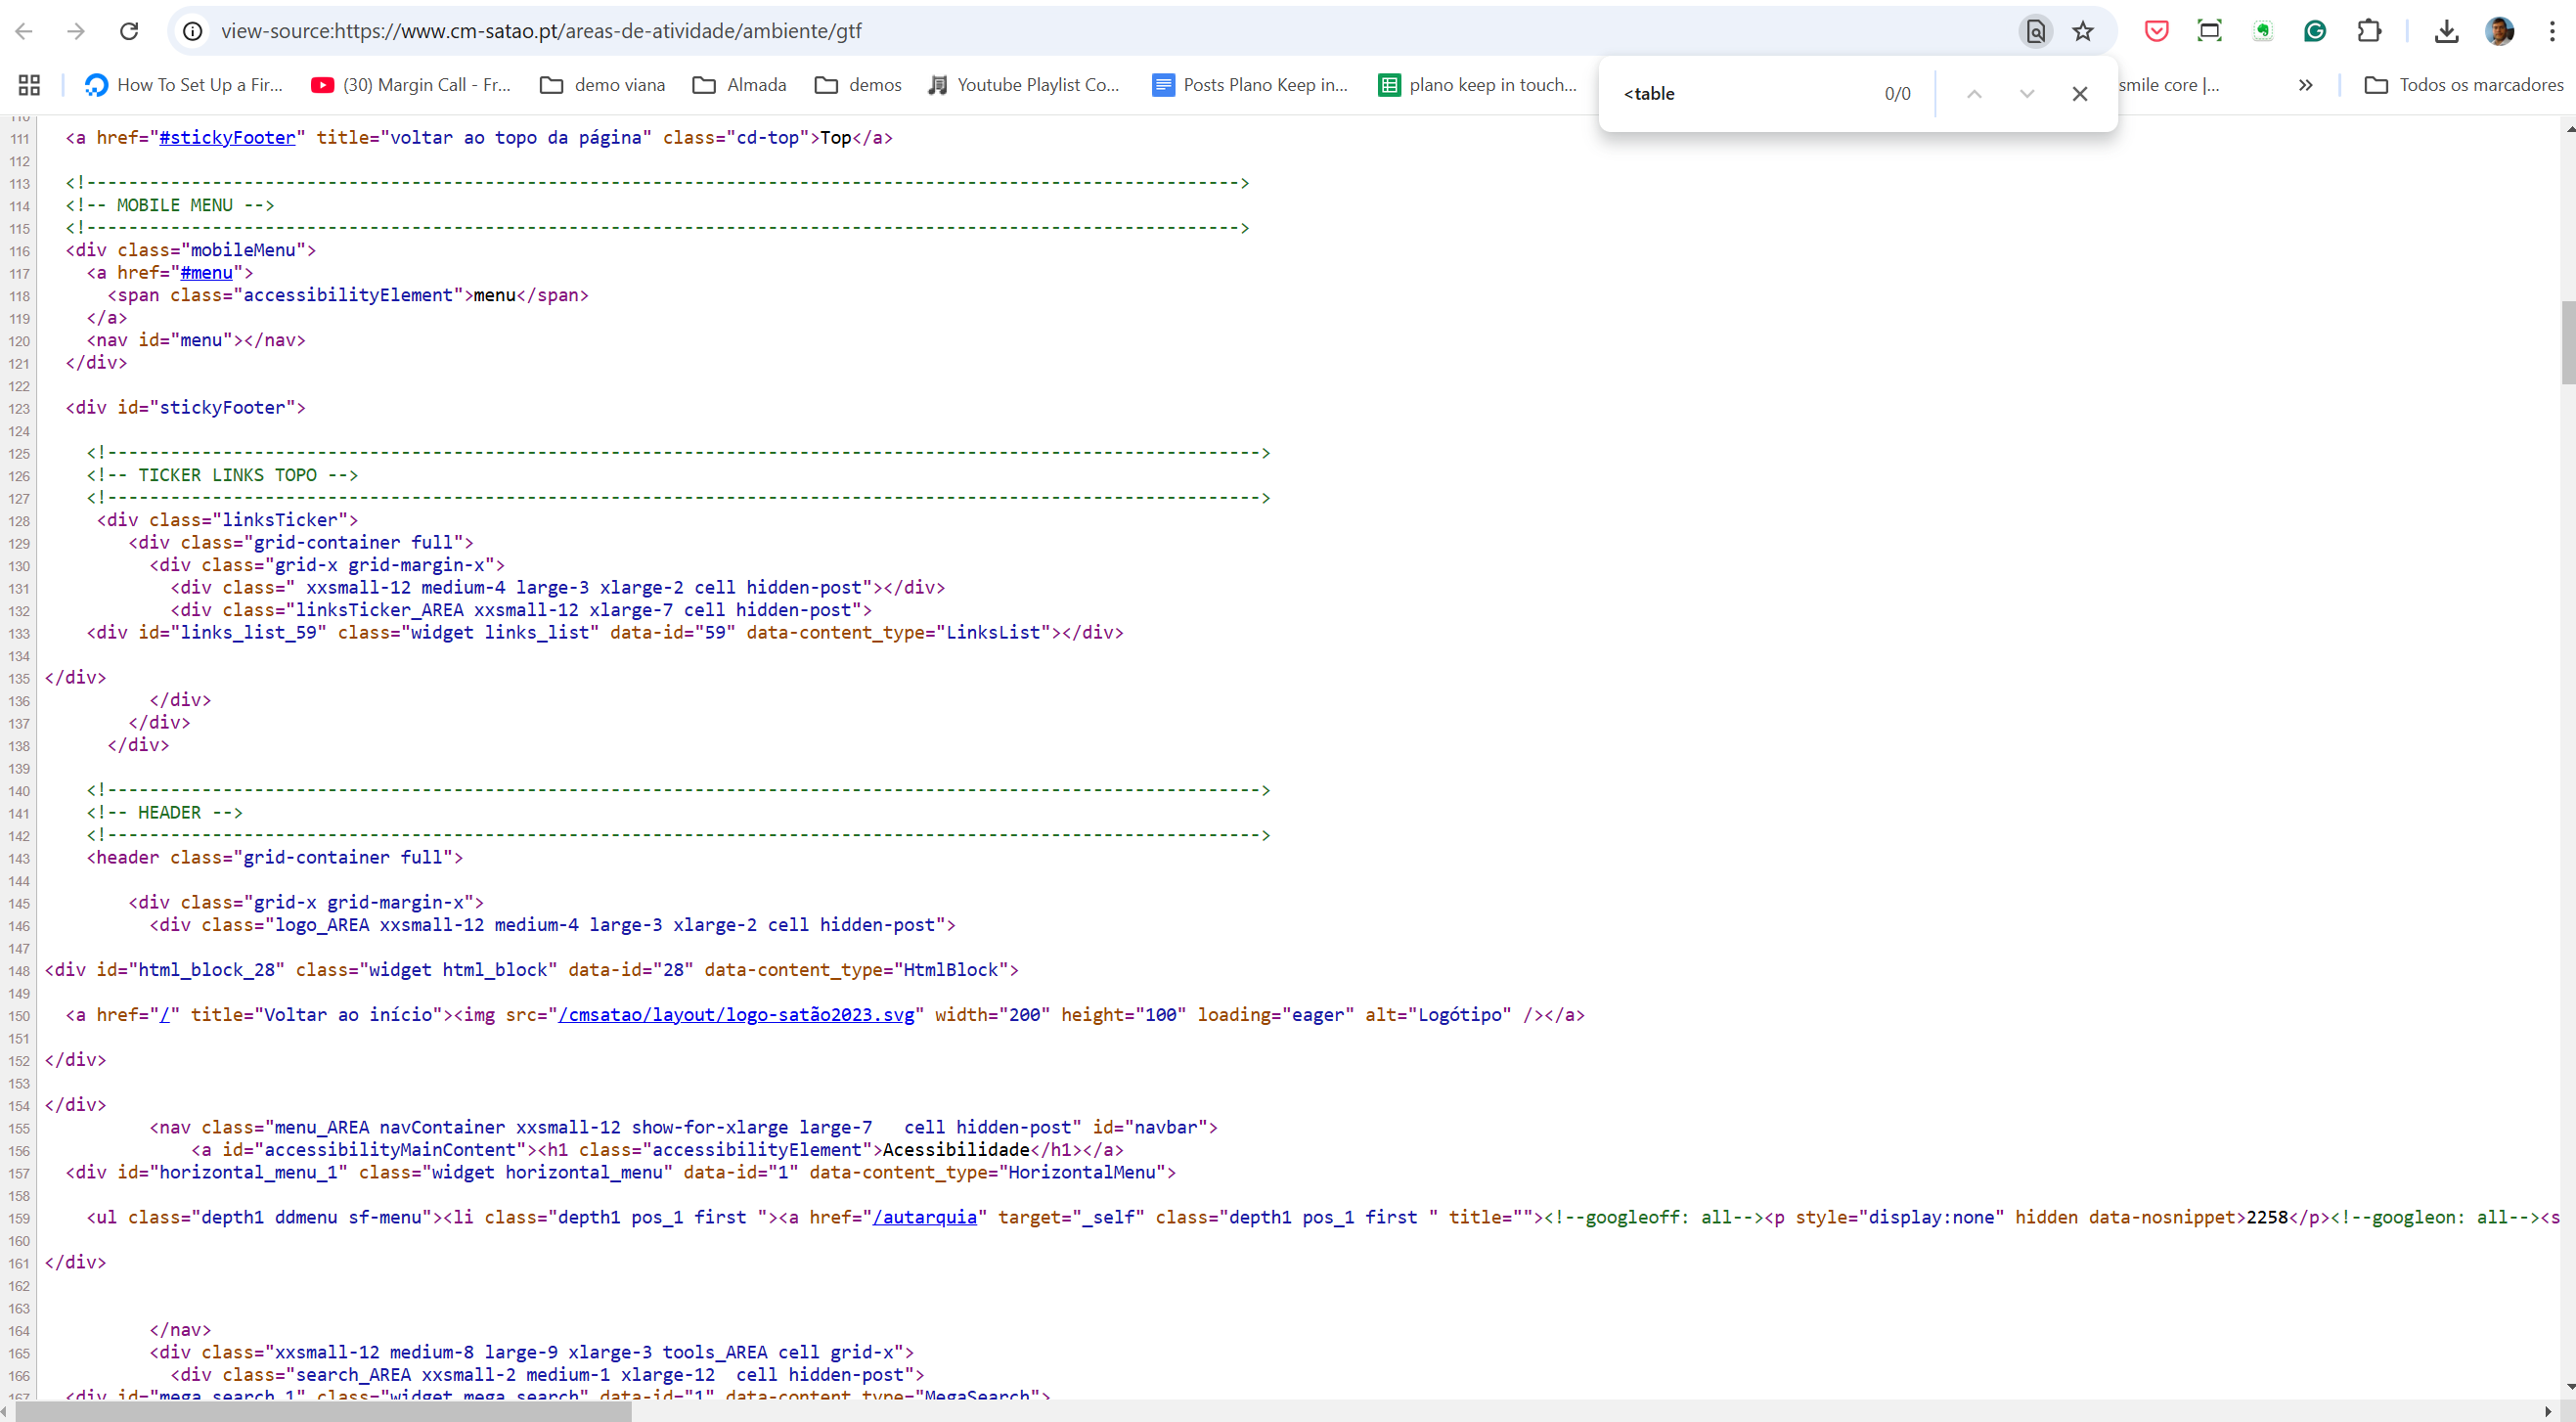 view-source:https://www.cm-satao.pt/areas-de-atividade/ambiente/gtf
How To Set Up a Fir...
(30) Margin Call - Fr...
demo viana
Almada
demos
Youtube Playlist Co...
Posts Plano Keep in...
plano keep in touch...
<table
0/0
smile core |...
Todos os marcadores
110
111 <a href="#stickyFooter" title="voltar ao topo da página" class="cd-top">Top</a>
112
113 <!-------------------------------------------------------------------------------------------------------------->
114 <!-- MOBILE MENU -->
115 <!-------------------------------------------------------------------------------------------------------------->
116 <div class="mobileMenu">
117 <a href="#menu">
118 <span class="accessibilityElement">menu</span>
119 </a>
120 <nav id="menu"></nav>
121 </div>
122
123 <div id="stickyFooter">
124
125 <!-------------------------------------------------------------------------------------------------------------->
126 <!-- TICKER LINKS TOPO -->
127 <!-------------------------------------------------------------------------------------------------------------->
128 <div class="linksTicker">
129 <div class="grid-container full">
130 <div class="grid-x grid-margin-x">
131 <div class=" xxsmall-12 medium-4 large-3 xlarge-2 cell hidden-post"></div>
132 <div class="linksTicker_AREA xxsmall-12 xlarge-7 cell hidden-post">
133 <div id="links_list_59" class="widget links_list" data-id="59" data-content_type="LinksList"></div>
134
135 </div>
136 </div>
137 </div>
138 </div>
139
140 <!-------------------------------------------------------------------------------------------------------------->
141 <!-- HEADER -->
142 <!-------------------------------------------------------------------------------------------------------------->
143 <header class="grid-container full">
144
145 <div class="grid-x grid-margin-x">
146 <div class="logo_AREA xxsmall-12 medium-4 large-3 xlarge-2 cell hidden-post">
147
148 <div id="html_block_28" class="widget html_block" data-id="28" data-content_type="HtmlBlock">
149
150 <a href="/" title="Voltar ao início"><img src="/cmsatao/layout/logo-satão2023.svg" width="200" height="100" loading="eager" alt="Logótipo" /></a>
151
152 </div>
153
154 </div>
155 <nav class="menu_AREA navContainer xxsmall-12 show-for-xlarge large-7   cell hidden-post" id="navbar">
156 <a id="accessibilityMainContent"><h1 class="accessibilityElement">Acessibilidade</h1></a>
157 <div id="horizontal_menu_1" class="widget horizontal_menu" data-id="1" data-content_type="HorizontalMenu">
158
159 <ul class="depth1 ddmenu sf-menu"><li class="depth1 pos_1 first "><a href="/autarquia" target="_self" class="depth1 pos_1 first " title=""><!--googleoff: all--><p style="display:none" hidden data-nosnippet>2258</p><!--googleon: all--><s
160
161 </div>
162
163
164 </nav>
165 <div class="xxsmall-12 medium-8 large-9 xlarge-3 tools_AREA cell grid-x">
166 <div class="search_AREA xxsmall-2 medium-1 xlarge-12  cell hidden-post">
167 <div id="mega_search_1" class="widget mega_search" data-id="1" data-content_type="MegaSearch">